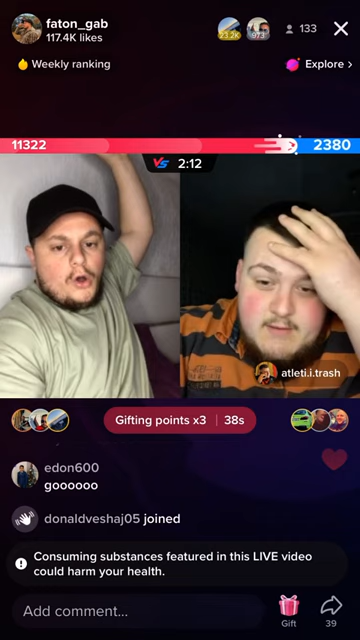 faton_gab
117.4K likes
23.2K
973
133
Weekly ranking
Explore >
11322
2380
VS 2:12
atleti.i.trash
Gifting points x3 | 38s
edon600
goooooo
donaldveshaj05 joined
Consuming substances featured in this LIVE video
could harm your health.
Add comment...
Gift
39